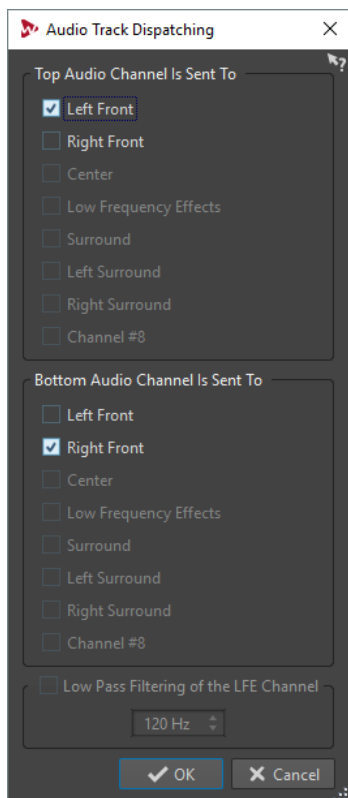 Audio Track Dispatching
Top Audio Channel Is Sent To
Left Front
Right Front
Center
Low Frequency Effects
Surround
Left Surround
Right Surround
Channel #8
Bottom Audio Channel Is Sent To
Left Front
Right Front
Center
Low Frequency Effects
Surround
Left Surround
Right Surround
Channel #8
Low Pass Filtering of the LFE Channel
120 Hz
OK Cancel